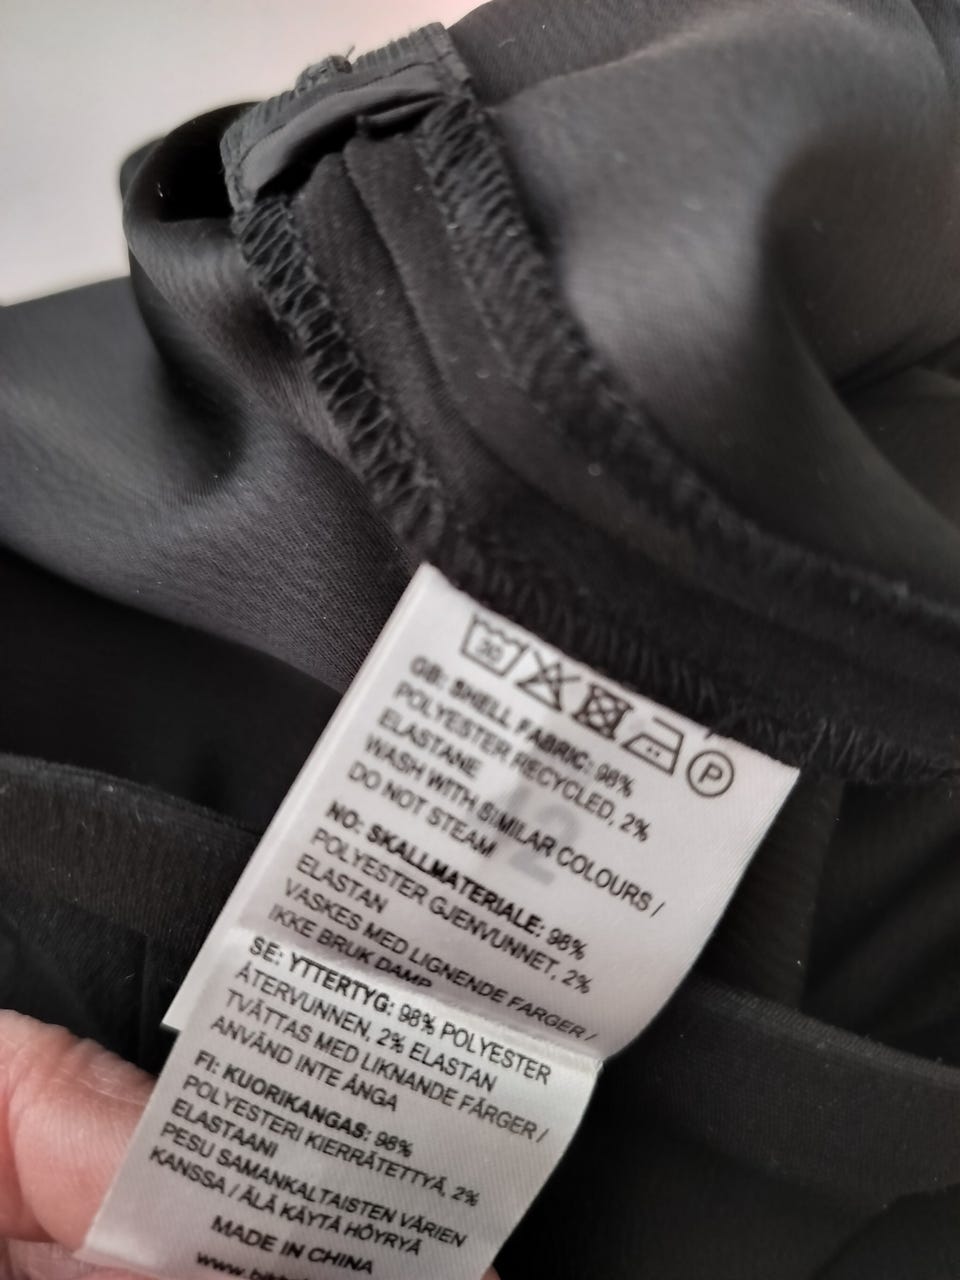 30
P
GB: SHELL FABRIC: 98%
POLYESTER RECYCLED, 2%
ELASTANE
WASH WITH SIMILAR COLOURS /
DO NOT STEAM
42
NO: SKALLMATERIALE: 98%
POLYESTER GJENVUNNET, 2%
ELASTAN
VASKES MED LIGNENDE FARGER /
IKKE BRUK DAMP
SE: YTTERTYG: 98% POLYESTER
ÅTERVUNNEN, 2% ELASTAN
TVÄTTAS MED LIKNANDE FÄRGER /
ANVÄND INTE ÅNGA
FI: KUORIKANGAS: 98%
POLYESTERI KIERRÄTETTYÄ, 2%
ELASTAANI
PESU SAMANKALTAISTEN VÄRIEN
KANSSA / ÄLÄ KÄYTÄ HÖYRYÄ
MADE IN CHINA